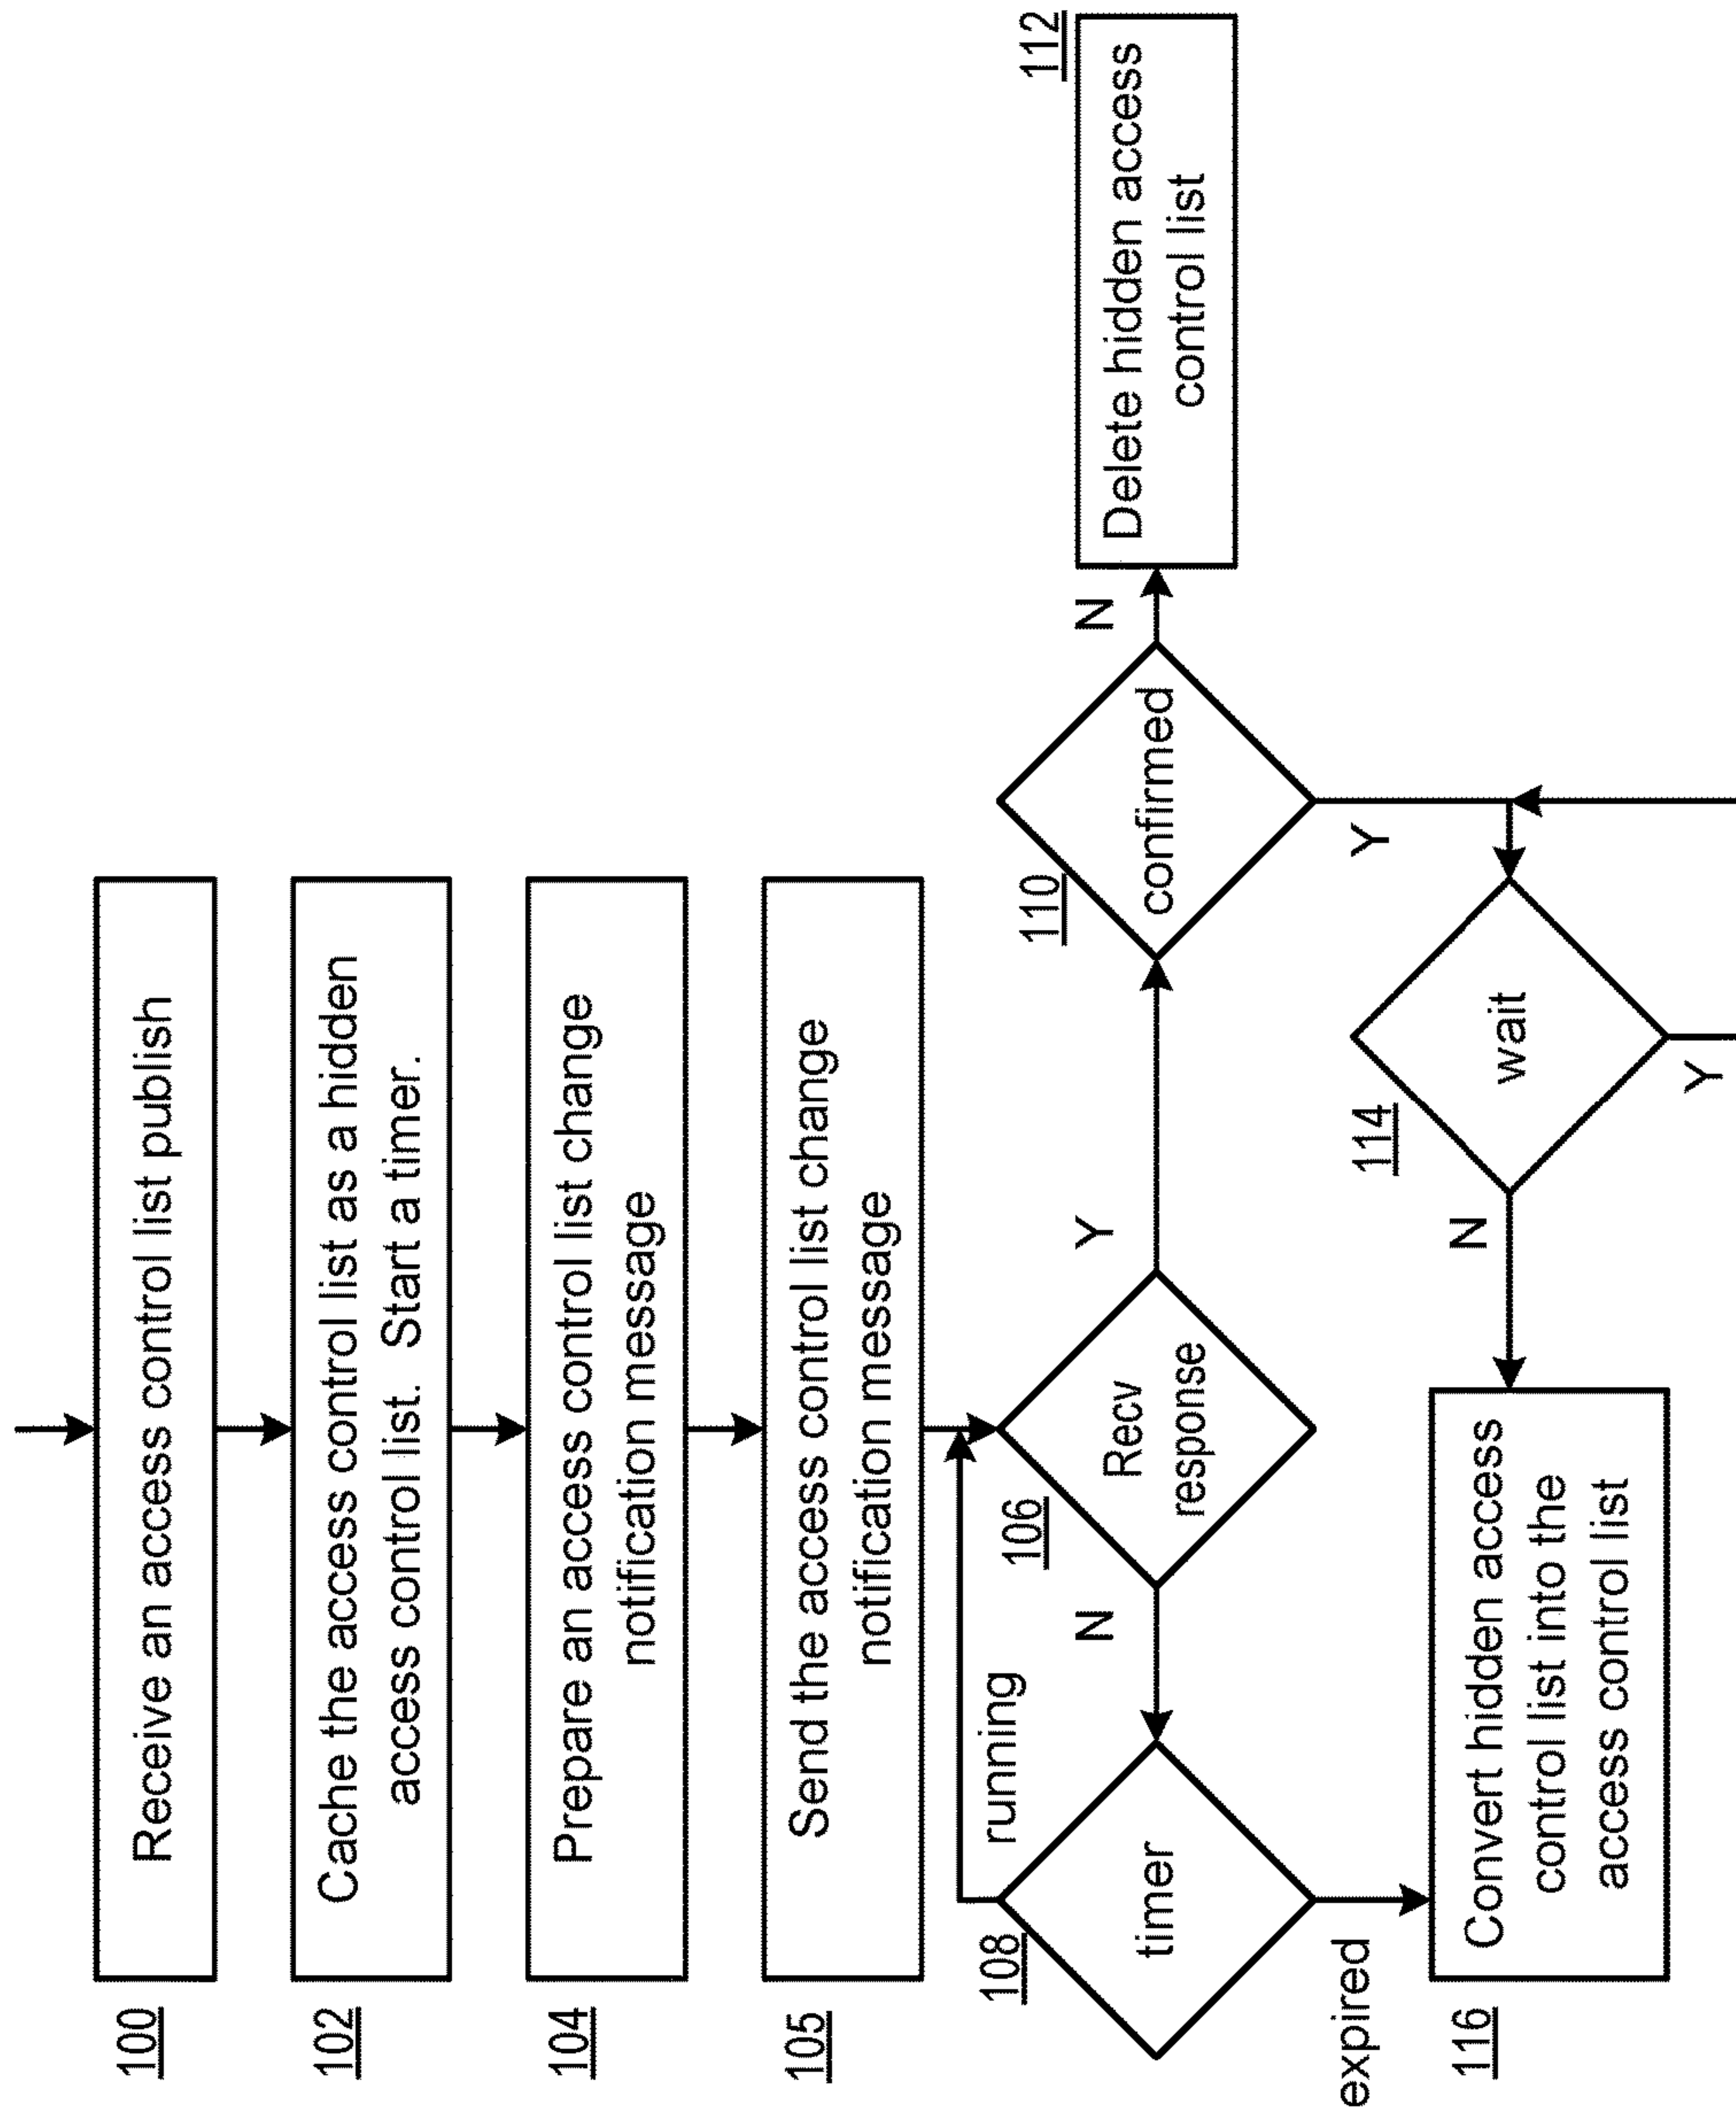 100
Receive an access control list publish
102
Cache the access control list as a hidden
access control list.  Start a timer.
104
Prepare an access control list change
notification message
105
Send the access control list change
notification message
running
108
timer
N
106
Recv
response
Y
110
confirmed
N
112
Delete hidden access
control list
expired
Y
116
Convert hidden access
control list into the
access control list
N
114
wait
Y